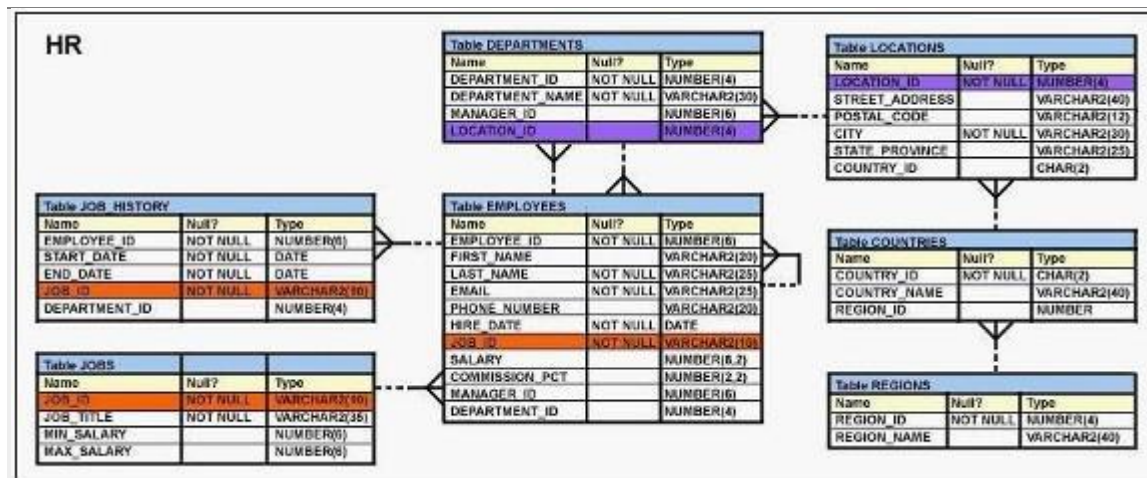 HR
Table DEPARTMENTS
Name Null? Type
DEPARTMENT_ID NOT NULL NUMBER(4)
DEPARTMENT_NAME NOT NULL VARCHAR2(30)
MANAGER_ID NUMBER(6)
LOCATION_ID NUMBER(4)
Table LOCATIONS
Name Null? Type
LOCATION_ID NOT NULL NUMBER(4)
STREET_ADDRESS VARCHAR2(40)
POSTAL_CODE VARCHAR2(12)
CITY NOT NULL VARCHAR2(30)
STATE_PROVINCE VARCHAR2(25)
COUNTRY_ID CHAR(2)
Table JOB_HISTORY
Name Null? Type
EMPLOYEE_ID NOT NULL NUMBER(6)
START_DATE NOT NULL DATE
END_DATE NOT NULL DATE
JOB_ID NOT NULL VARCHAR2(10)
DEPARTMENT_ID NUMBER(4)
Table EMPLOYEES
Name Null? Type
EMPLOYEE_ID NOT NULL NUMBER(6)
FIRST_NAME VARCHAR2(20)
LAST_NAME NOT NULL VARCHAR2(25)
EMAIL NOT NULL VARCHAR2(25)
PHONE_NUMBER VARCHAR2(20)
HIRE_DATE NOT NULL DATE
JOB_ID NOT NULL VARCHAR2(10)
SALARY NUMBER(8,2)
COMMISSION_PCT NUMBER(2,2)
MANAGER_ID NUMBER(6)
DEPARTMENT_ID NUMBER(4)
Table COUNTRIES
Name Null? Type
COUNTRY_ID NOT NULL CHAR(2)
COUNTRY_NAME VARCHAR2(40)
REGION_ID NUMBER
Table JOBS
Name Null? Type
JOB_ID NOT NULL VARCHAR2(10)
JOB_TITLE NOT NULL VARCHAR2(35)
MIN_SALARY NUMBER(6)
MAX_SALARY NUMBER(6)
Table REGIONS
Name Null? Type
REGION_ID NOT NULL NUMBER(4)
REGION_NAME VARCHAR2(40)